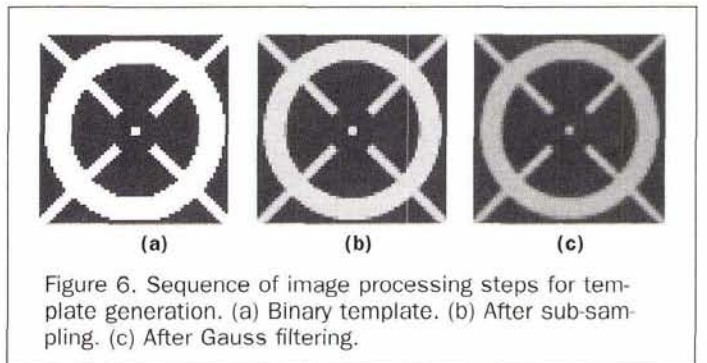 (a) (b) (c)
Figure 6. Sequence of image processing steps for tem-
plate generation. (a) Binary template. (b) After sub-sam-
pling. (c) After Gauss filtering.